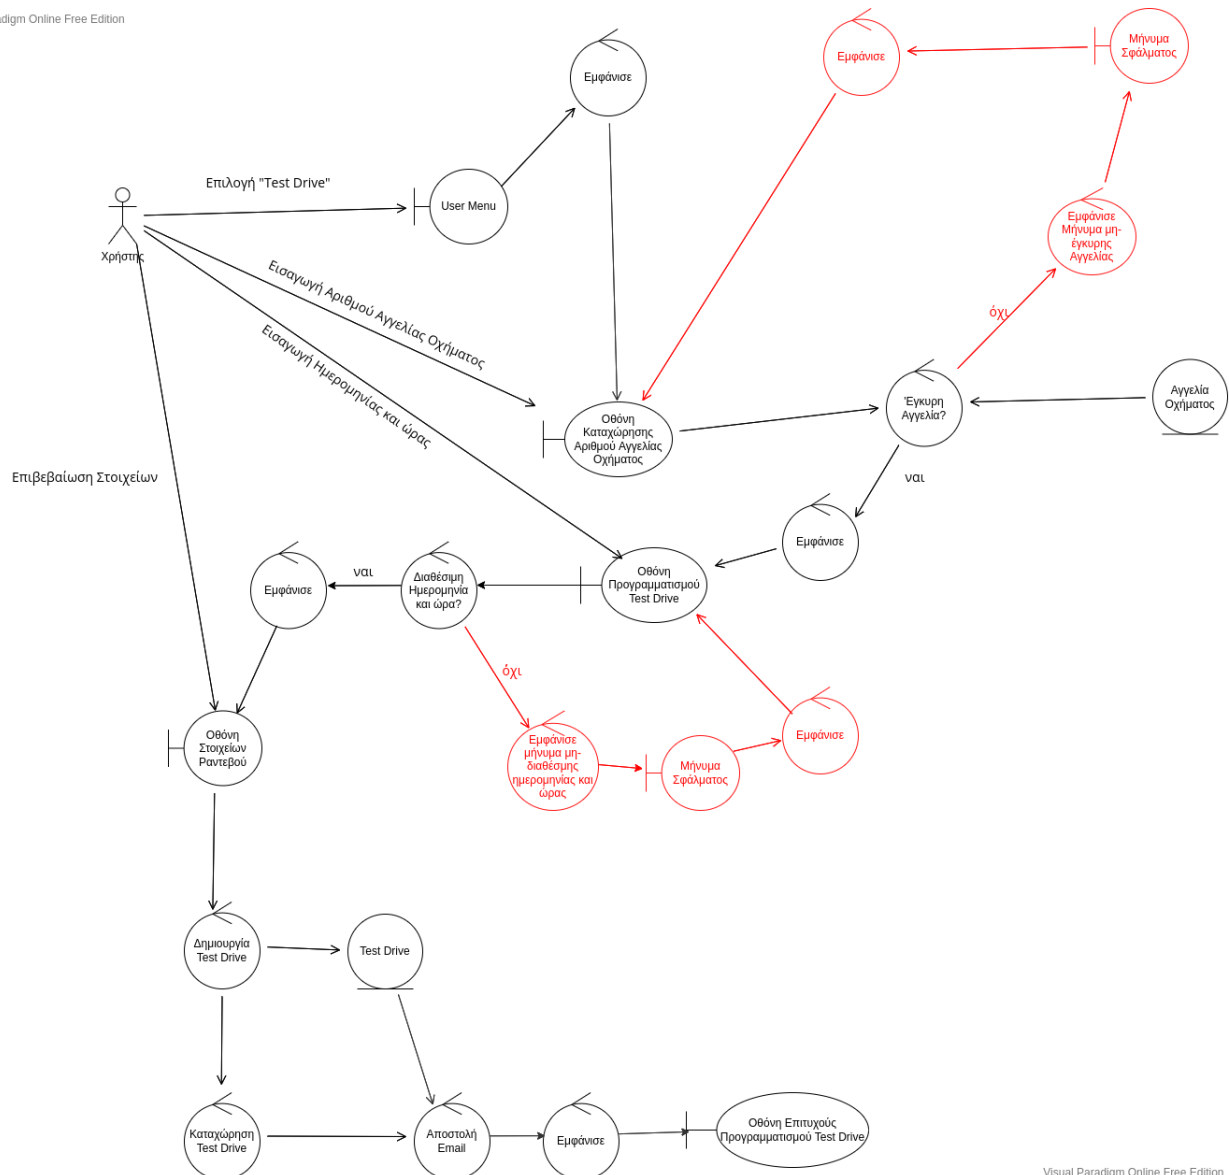 adigm Online Free Edition
Εμφάνισε
Εμφάνισε
Μήνυμα
Σφάλματος
Επιλογή "Test Drive"
User Menu
Χρήστης
Εμφάνισε
Μήνυμα μη-
έγκυρης
Αγγελίας
Εισαγωγή Αριθμού Αγγελίας Οχήματος
Εισαγωγή Ημερομηνίας και ώρας
όχι
Έγκυρη
Αγγελία?
Αγγελία
Οχήματος
Οθόνη
Καταχώρησης
Αριθμού Αγγελίας
Οχήματος
Επιβεβαίωση Στοιχείων
ναι
Εμφάνισε
Οθόνη
Προγραμματισμού
Test Drive
Διαθέσιμη
Ημερομηνία
και ώρα?
ναι
Εμφάνισε
όχι
Οθόνη
Στοιχείων
Ραντεβού
Εμφάνισε
μήνυμα μη-
διαθέσμης
ημερομηνίας και
ώρας
Μήνυμα
Σφάλματος
Εμφάνισε
Δημιουργία
Test Drive
Test Drive
Καταχώρηση
Test Drive
Αποστολή
Email
Εμφάνισε
Οθόνη Επιτυχούς
Προγραμματισμού Test Drive
Visual Paradigm Online Free Edition